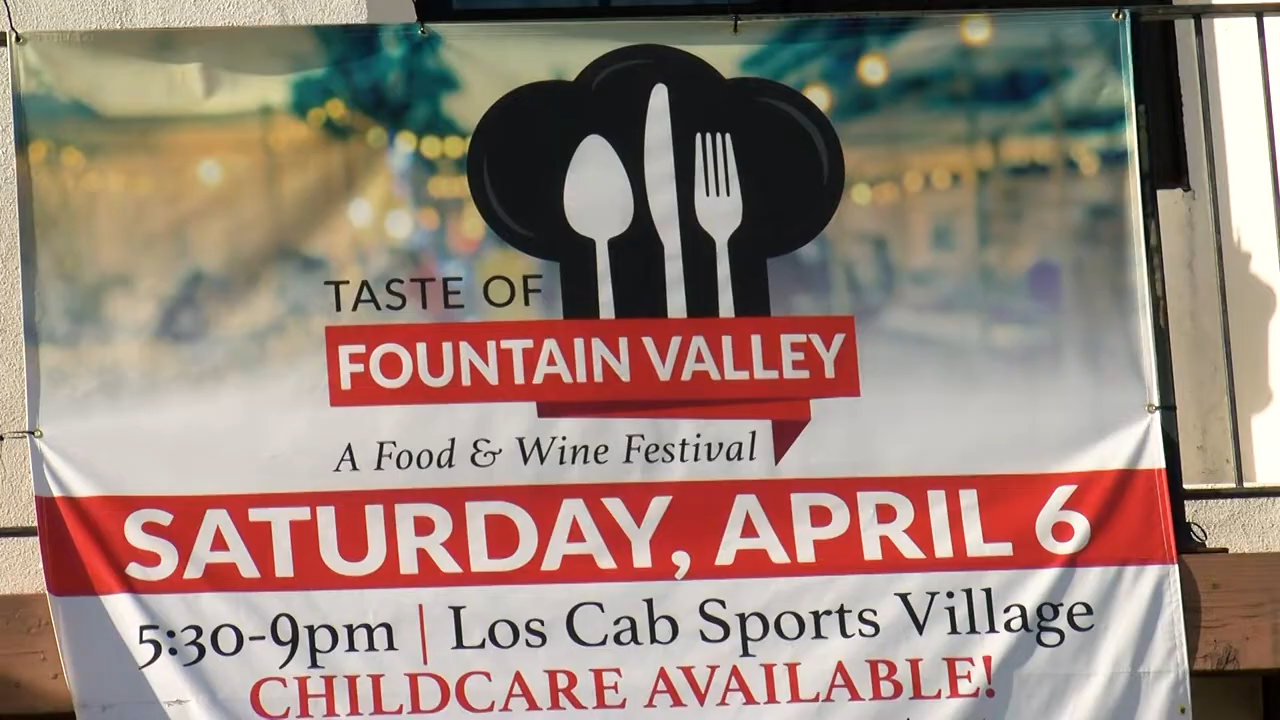 TASTE OF
FOUNTAIN VALLEY
A Food & Wine Festival
SATURDAY, APRIL 6
5:30-9pm | Los Cab Sports Village
CHILDCARE AVAILABLE!